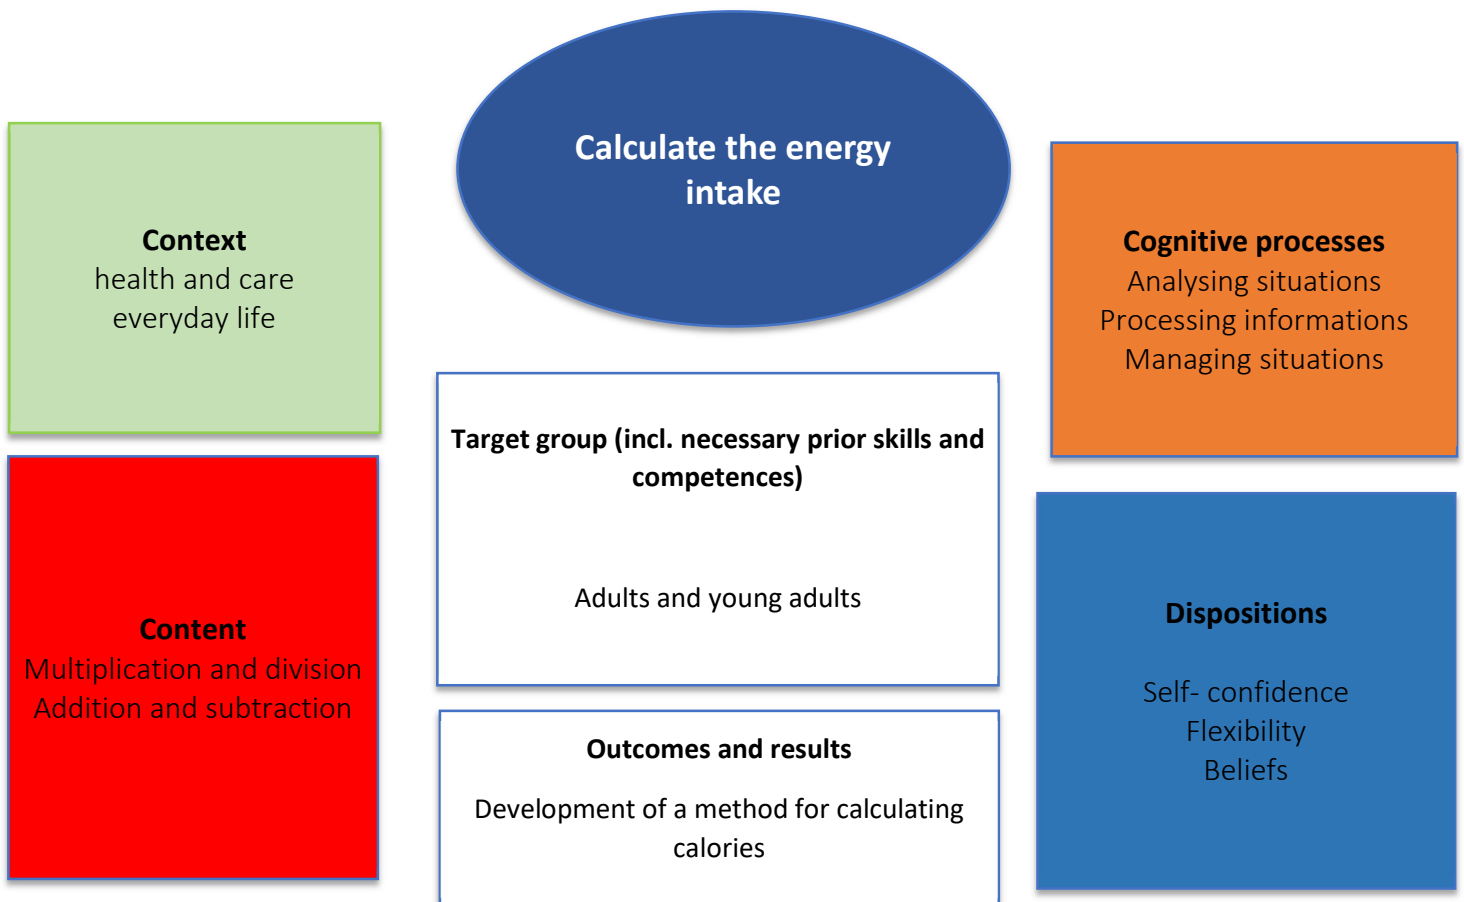 Calculate the energy
intake
Context
health and care
everyday life
Cognitive processes
Analysing situations
Processing informations
Managing situations
Target group (incl. necessary prior skills and
competences)
Adults and young adults
Content
Multiplication and division
Addition and subtraction
Dispositions
Self- confidence
Flexibility
Beliefs
Outcomes and results
Development of a method for calculating
calories